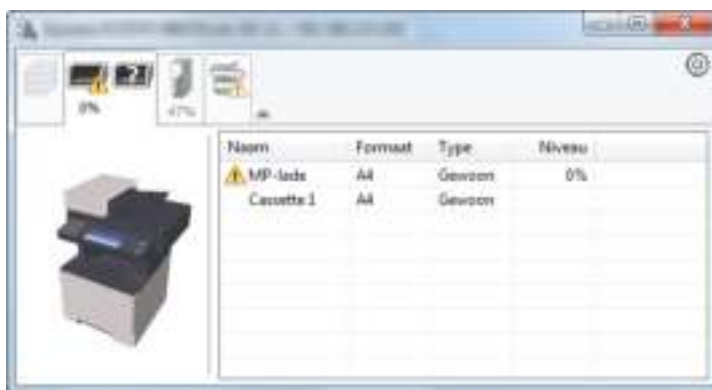 0%
47%
Naam Formaat Type Niveau
MP-lade A4 Gewoon 0%
Cassette 1 A4 Gewoon